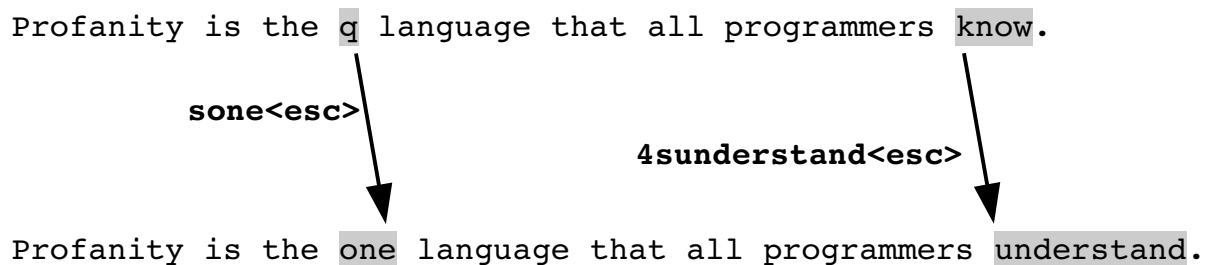 Profanity is the q language that all programmers know.
sone<esc>
4sunderstand<esc>
Profanity is the one language that all programmers understand.